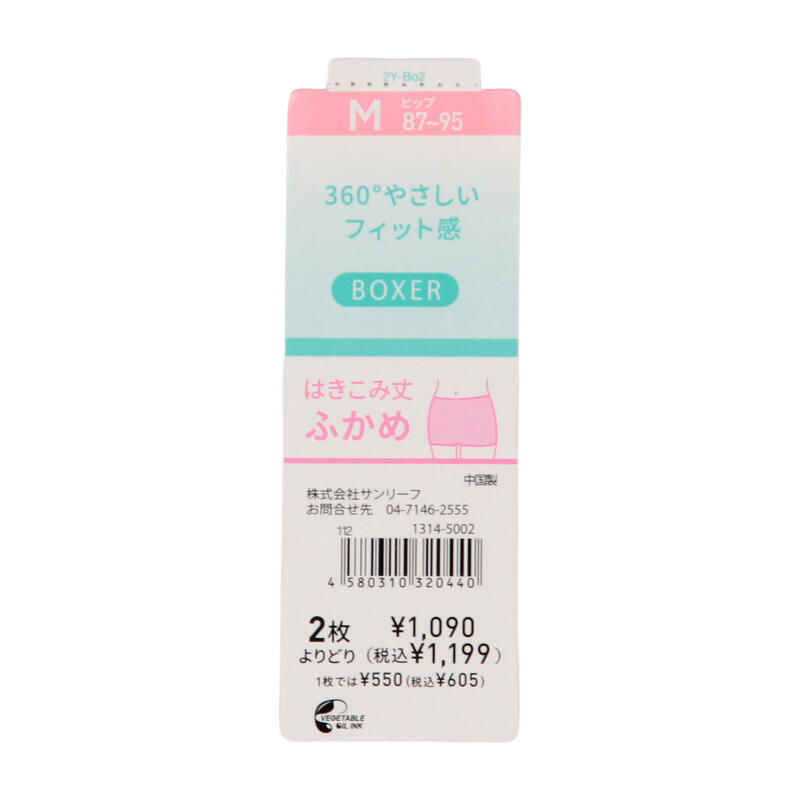 2Y-Bo2
M ヒップ 87~95
360°やさしい
フィット感
BOXER
はきこみ丈
ふかめ
中国製
株式会社サンリーフ
お問合せ先 04-7146-2555
112 1314-5002
4 580310 320440
2枚 ¥1,090
よりどり (税込¥1,199)
1枚では¥550(税込¥605)
VEGETABLE
OIL INK